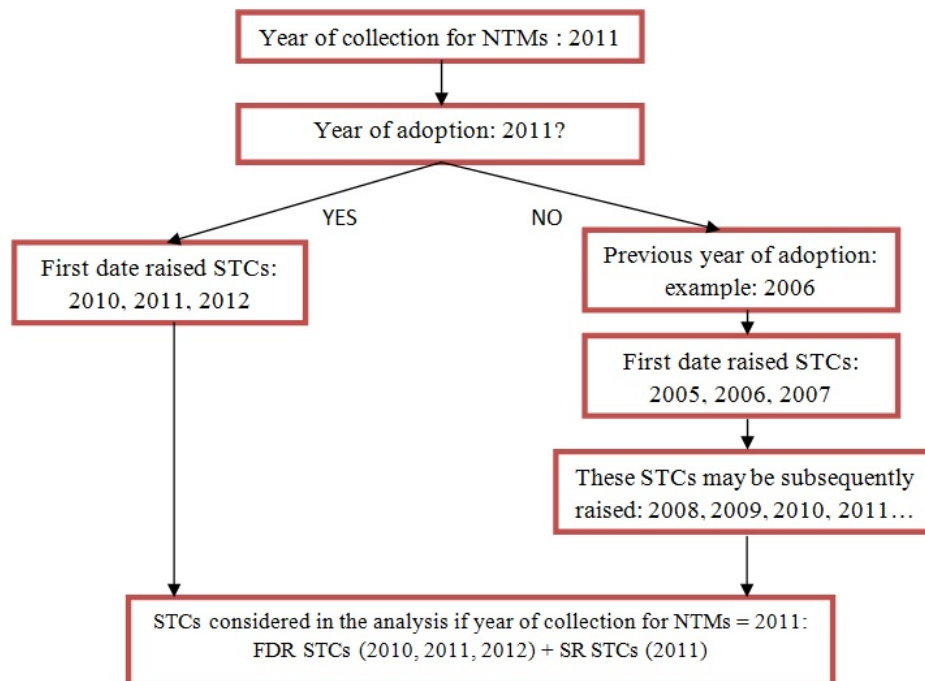 Year of collection for NTMs : 2011
Year of adoption: 2011?
YES
NO
First date raised STCs:
2010, 2011, 2012
Previous year of adoption:
example: 2006
First date raised STCs:
2005, 2006, 2007
These STCs may be subsequently
raised: 2008, 2009, 2010, 2011…
STCs considered in the analysis if year of collection for NTMs = 2011:
FDR STCs (2010, 2011, 2012) + SR STCs (2011)